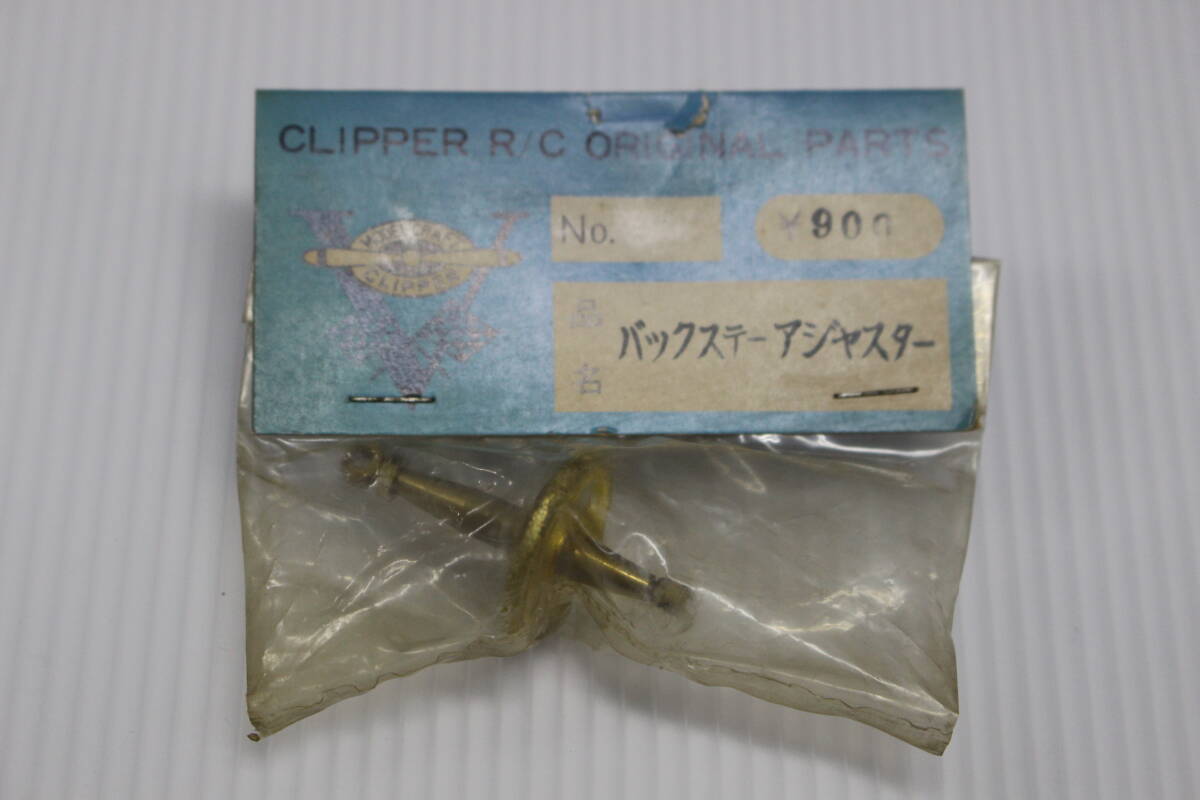 CLIPPER R/C ORIGINAL PARTS
No.
¥900
CLIPPER
品名
バックステーアジャスター